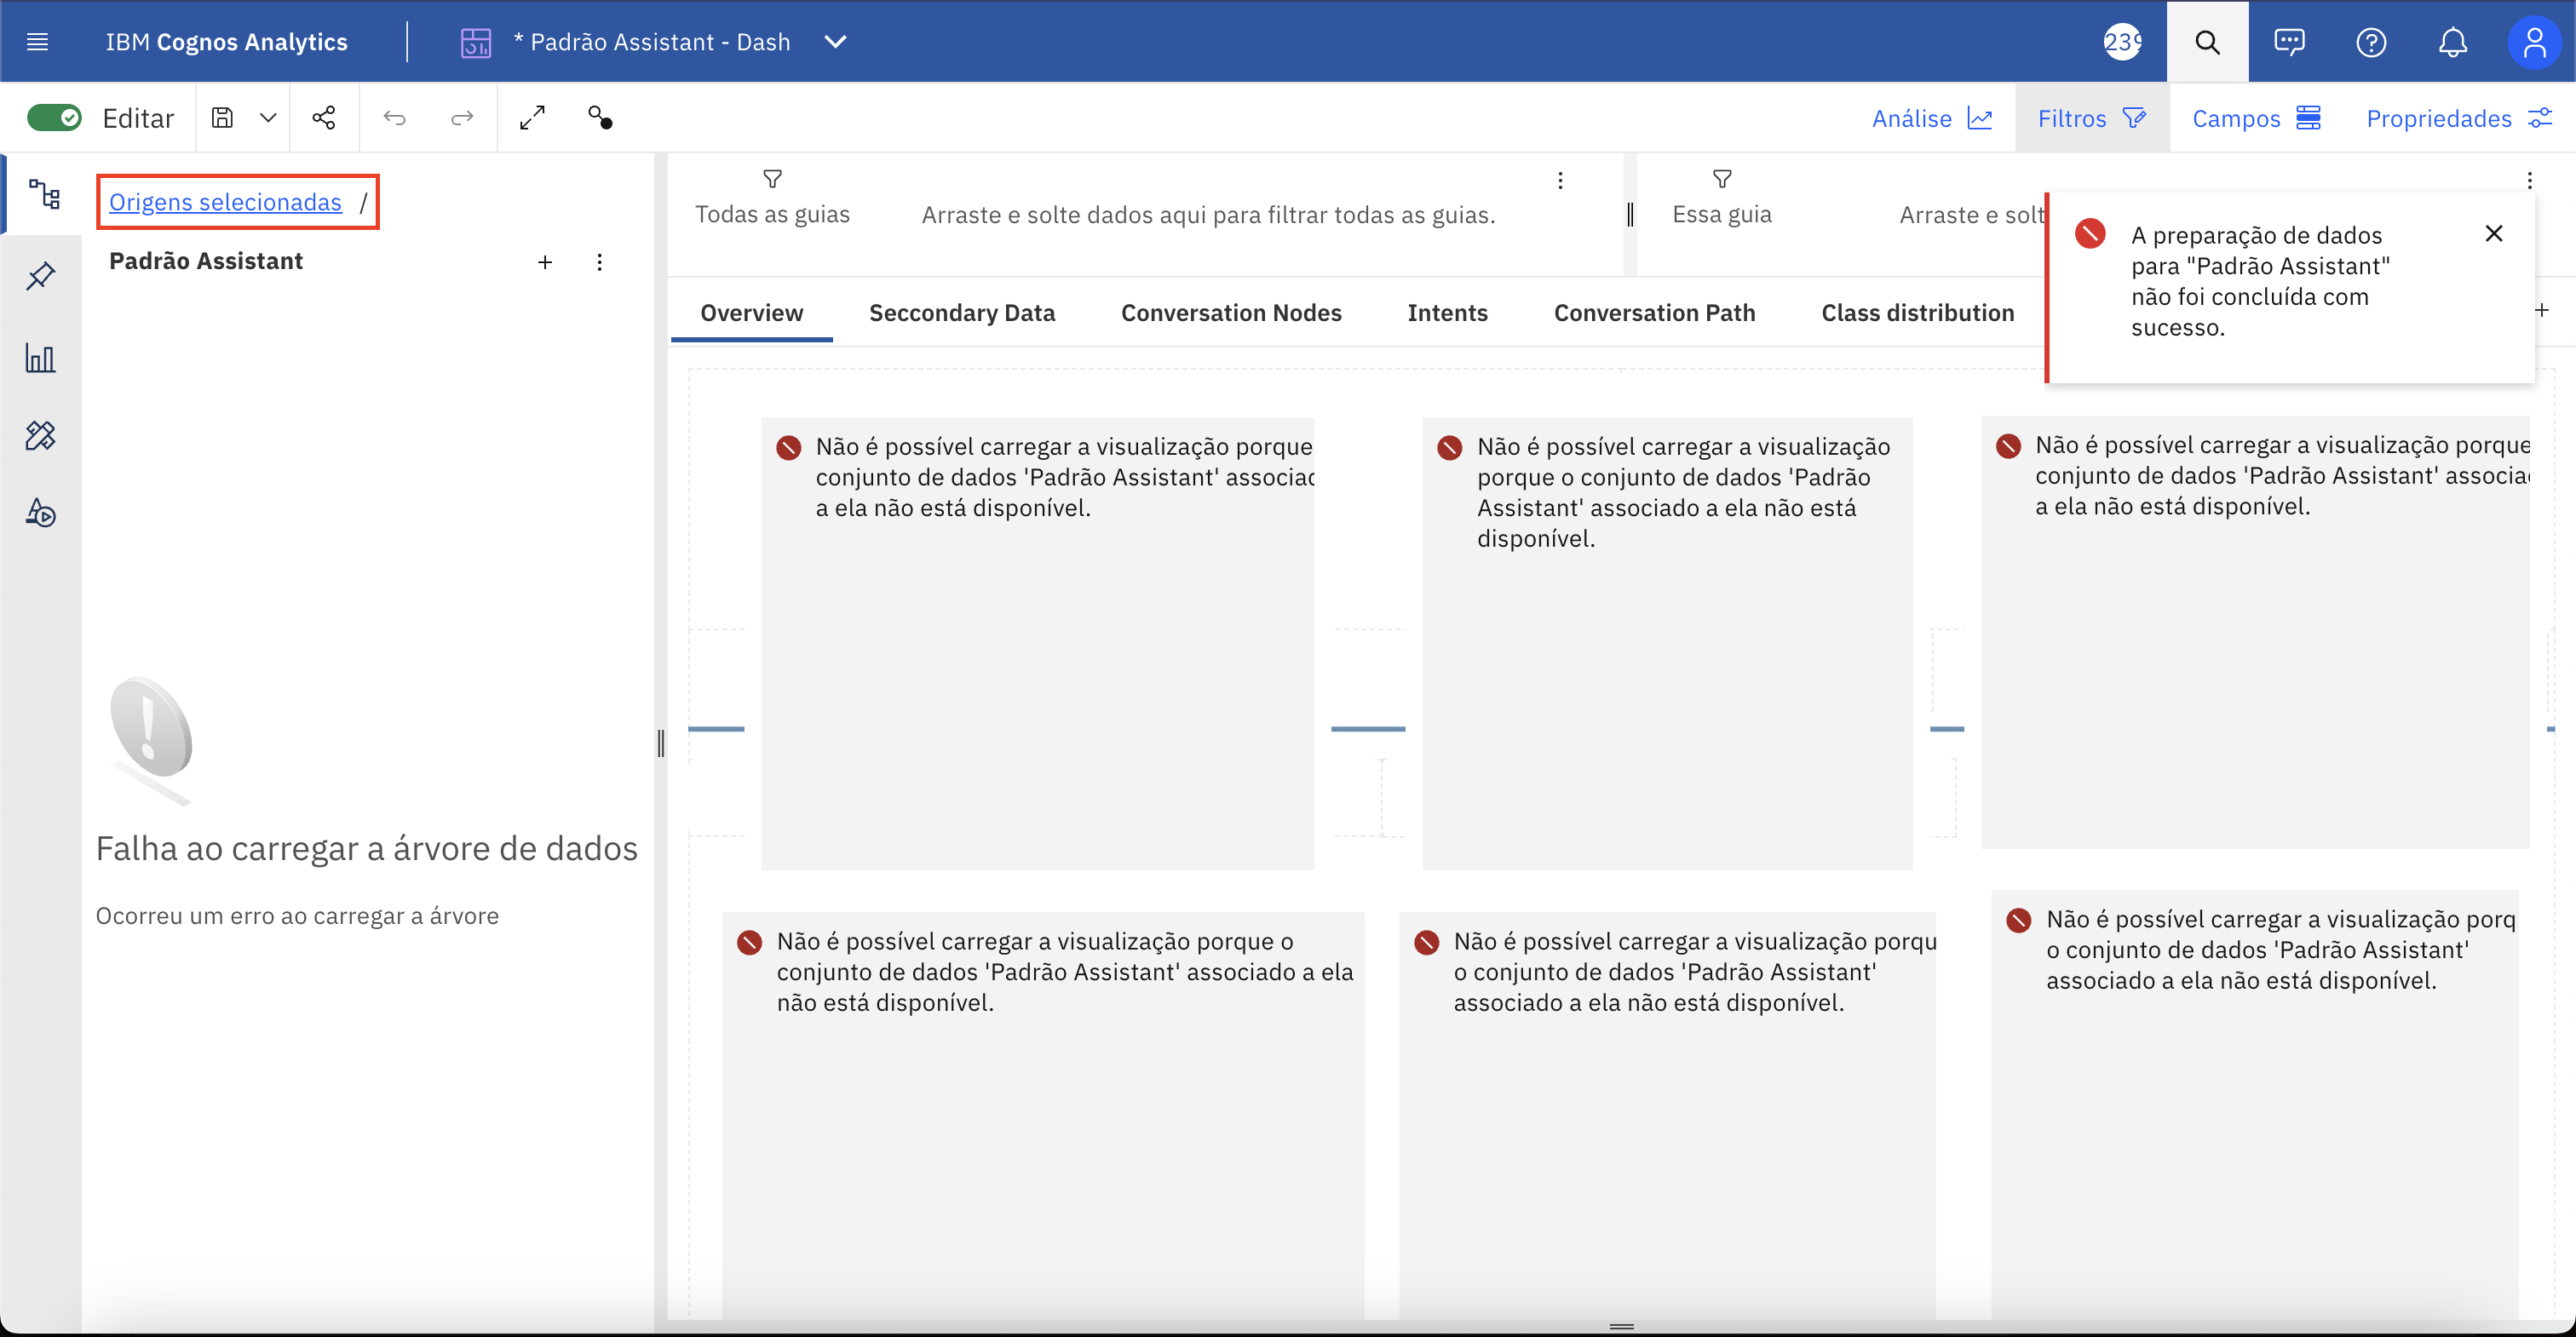 IBM Cognos Analytics
* Padrão Assistant - Dash
239
Editar
Análise
Filtros
Campos
Propriedades
Origens selecionadas /
Padrão Assistant
Falha ao carregar a árvore de dados
Ocorreu um erro ao carregar a árvore
Todas as guias
Arraste e solte dados aqui para filtrar todas as guias.
Essa guia
Arraste e solt
A preparação de dados
para "Padrão Assistant"
não foi concluída com
sucesso.
Overview
Seccondary Data
Conversation Nodes
Intents
Conversation Path
Class distribution
Não é possível carregar a visualização porque
conjunto de dados 'Padrão Assistant' associad
a ela não está disponível.
Não é possível carregar a visualização
porque o conjunto de dados 'Padrão
Assistant' associado a ela não está
disponível.
Não é possível carregar a visualização porque
conjunto de dados 'Padrão Assistant' associa
a ela não está disponível.
Não é possível carregar a visualização porque o
conjunto de dados 'Padrão Assistant' associado a ela
não está disponível.
Não é possível carregar a visualização porqu
o conjunto de dados 'Padrão Assistant'
associado a ela não está disponível.
Não é possível carregar a visualização porq
o conjunto de dados 'Padrão Assistant'
associado a ela não está disponível.